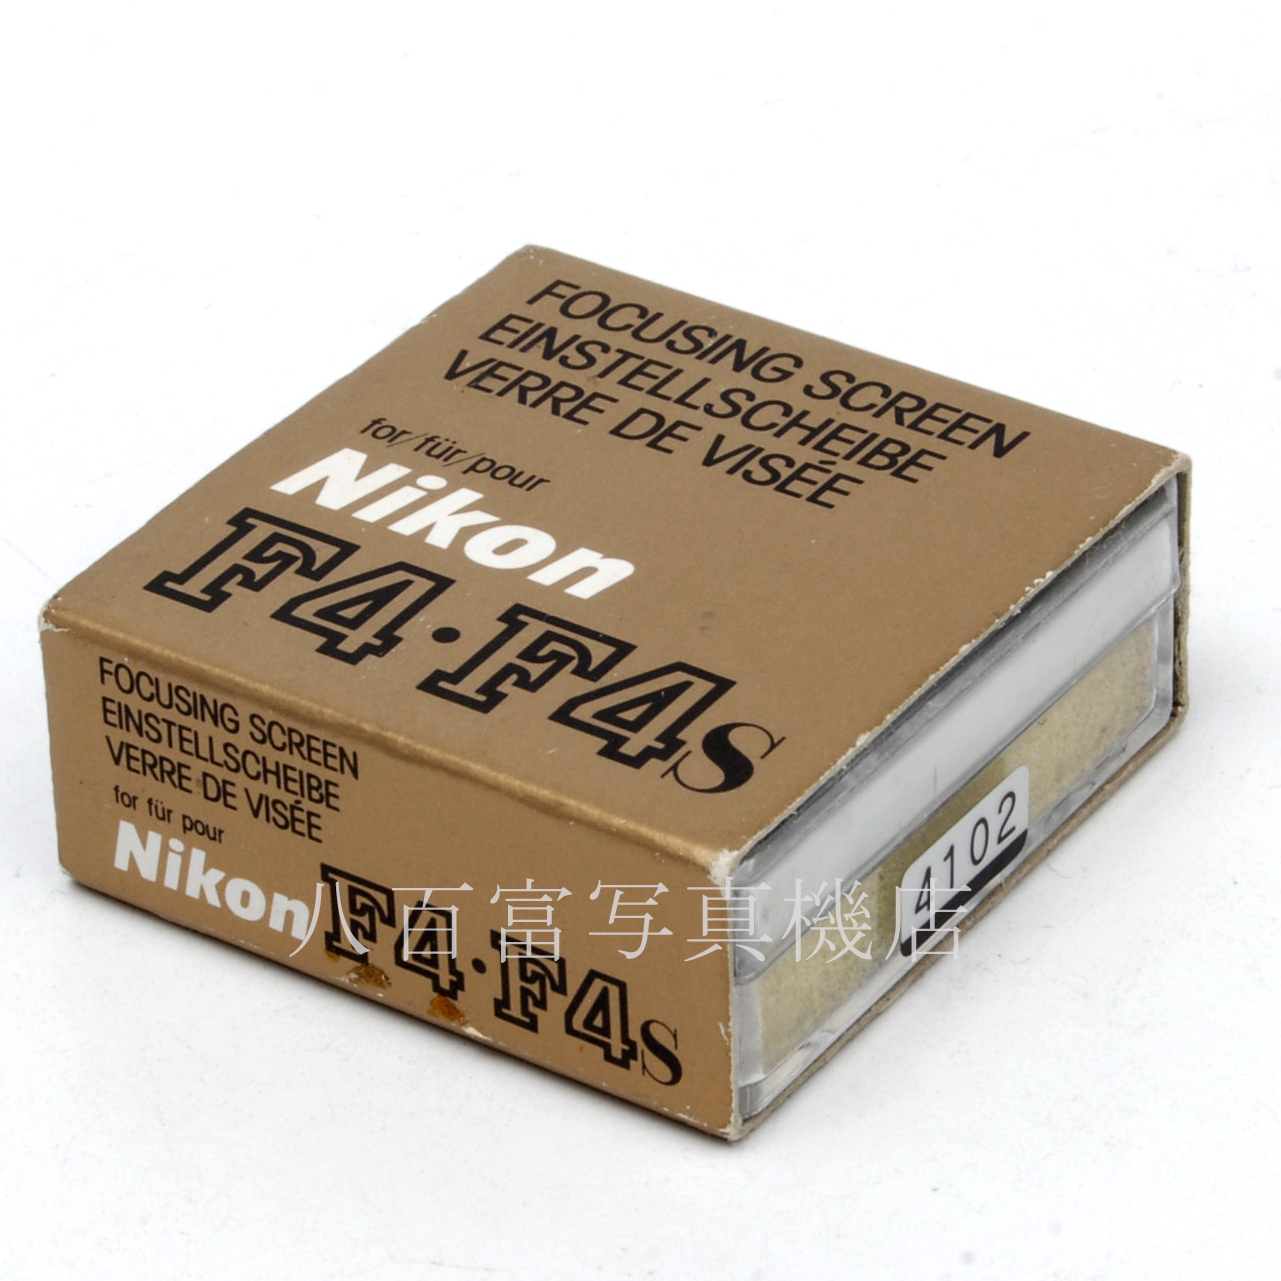 FOCUSING SCREEN
EINSTELLSCHEIBE
VERRE DE VISÉE
for/für/pour
Nikon
F4·F4s
FOCUSING SCREEN
EINSTELLSCHEIBE
VERRE DE VISÉE
for für pour
Nikon F4·F4s
4102
八百富写真機店